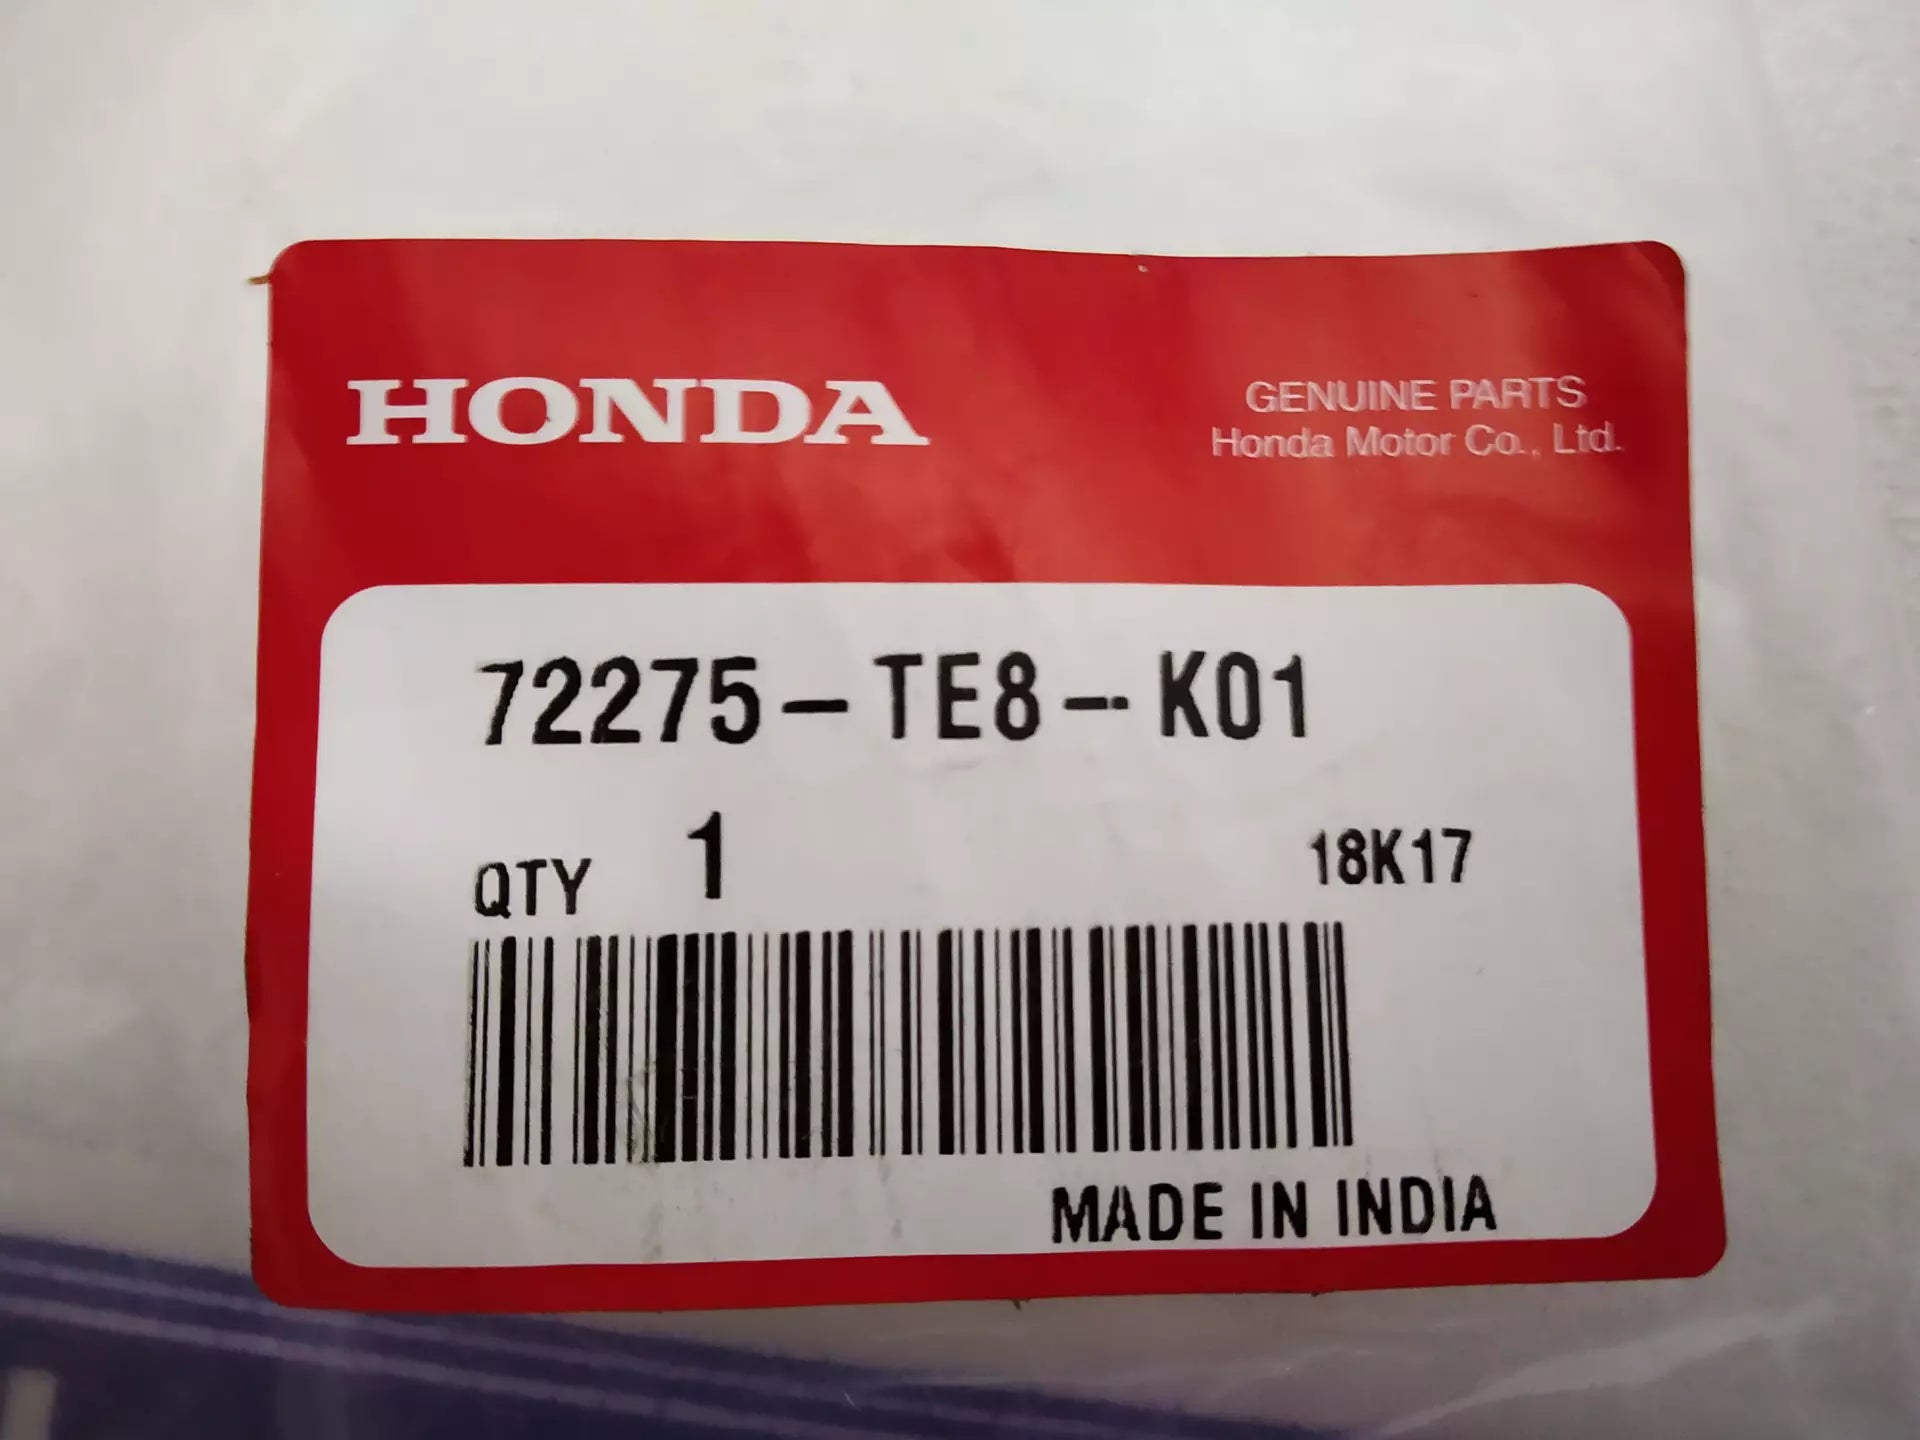 HONDA
GENUINE PARTS
Honda Motor Co., Ltd.
72275-TE8-K01
QTY 1
18K17
MADE IN INDIA